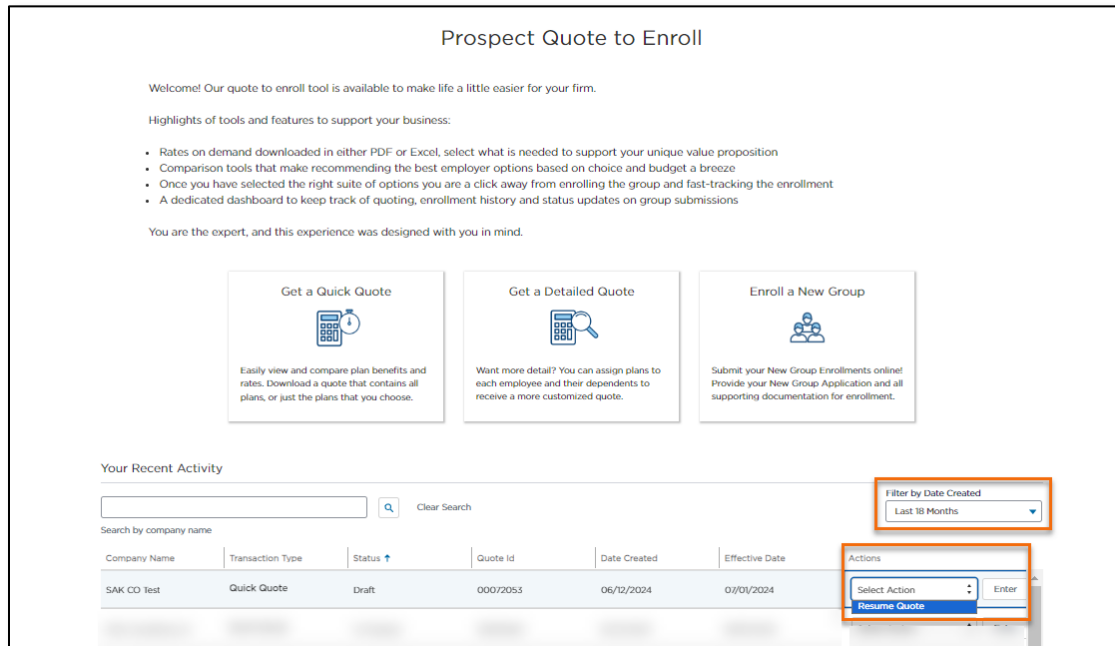 Prospect Quote to Enroll
Welcome! Our quote to enroll tool is available to make life a little easier for your firm.
Highlights of tools and features to support your business:
• Rates on demand downloaded in either PDF or Excel, select what is needed to support your unique value proposition
• Comparison tools that make recommending the best employer options based on choice and budget a breeze
• Once you have selected the right suite of options you are a click away from enrolling the group and fast-tracking the enrollment
• A dedicated dashboard to keep track of quoting, enrollment history and status updates on group submissions
You are the expert, and this experience was designed with you in mind.
Get a Quick Quote
Easily view and compare plan benefits and
rates. Download a quote that contains all
plans, or just the plans that you choose.
Get a Detailed Quote
Want more detail? You can assign plans to
each employee and their dependents to
receive a more customized quote.
Enroll a New Group
Submit your New Group Enrollments online!
Provide your New Group Application and all
supporting documentation for enrollment.
Your Recent Activity
Filter by Date Created
Last 18 Months
Clear Search
Search by company name
Company Name Transaction Type Status ↑ Quote Id Date Created Effective Date Actions
SAK CO Test Quick Quote Draft 00072053 06/12/2024 07/01/2024 Select Action Enter
Resume Quote